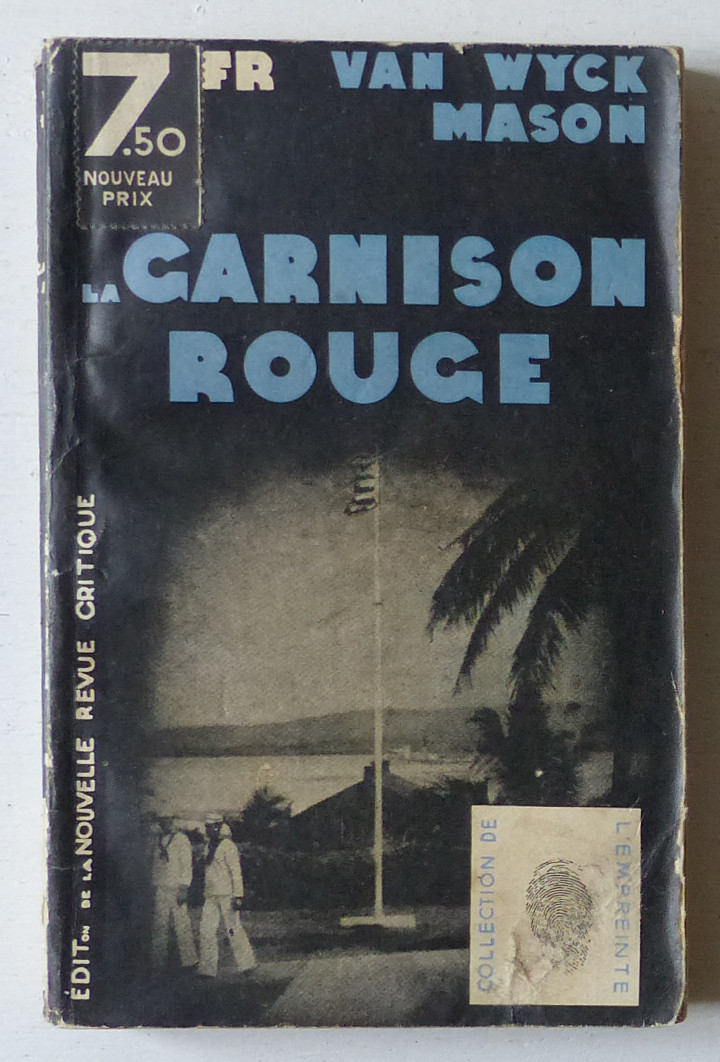 7.50
FR
NOUVEAU
PRIX
VAN WYCK
MASON
LA GARNISON
ROUGE
ÉDITon DE LA NOUVELLE REVUE CRITIQUE
COLLECTION DE
L'EMPREINTE